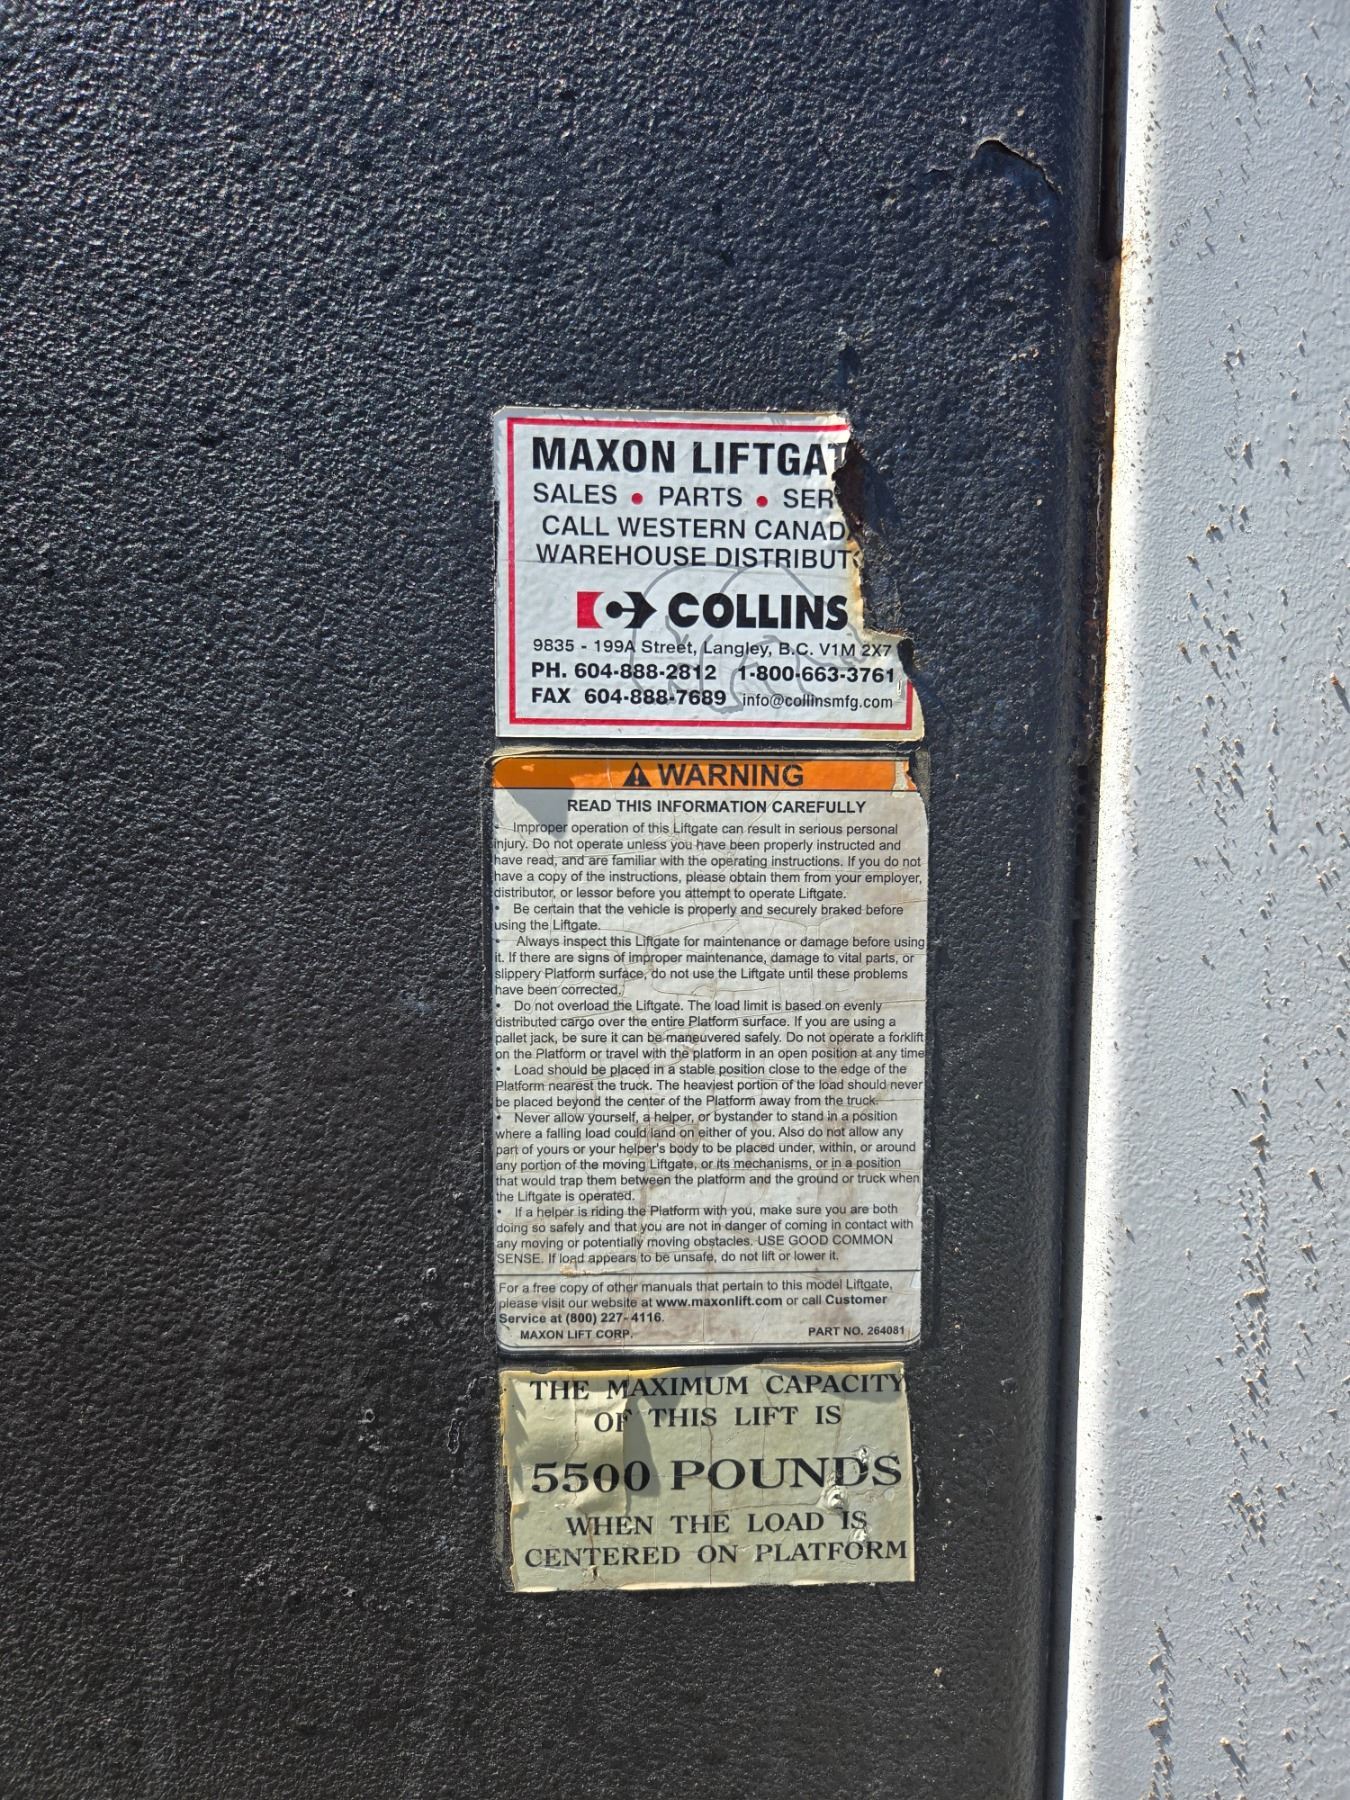 MAXON LIFTGAT
SALES • PARTS • SER
CALL WESTERN CANAD
WAREHOUSE DISTRIBUT
COLLINS
9835 - 199A Street, Langley, B.C. V1M 2X7
PH. 604-888-2812 1-800-663-3761
FAX 604-888-7689 info@collinsmfg.com
⚠ WARNING
READ THIS INFORMATION CAREFULLY
• Improper operation of this Liftgate can result in serious personal
injury. Do not operate unless you have been properly instructed and
have read, and are familiar with the operating instructions. If you do not
have a copy of the instructions, please obtain them from your employer,
distributor, or lessor before you attempt to operate Liftgate.
• Be certain that the vehicle is properly and securely braked before
using the Liftgate.
• Always inspect this Liftgate for maintenance or damage before using
it. If there are signs of improper maintenance, damage to vital parts, or
slippery Platform surface, do not use the Liftgate until these problems
have been corrected.
• Do not overload the Liftgate. The load limit is based on evenly
distributed cargo over the entire Platform surface. If you are using a
pallet jack, be sure it can be maneuvered safely. Do not operate a forklift
on the Platform or travel with the platform in an open position at any time
• Load should be placed in a stable position close to the edge of the
Platform nearest the truck. The heaviest portion of the load should never
be placed beyond the center of the Platform away from the truck.
• Never allow yourself, a helper, or bystander to stand in a position
where a falling load could land on either of you. Also do not allow any
part of yours or your helper's body to be placed under, within, or around
any portion of the moving Liftgate, or its mechanisms, or in a position
that would trap them between the platform and the ground or truck when
the Liftgate is operated.
• If a helper is riding the Platform with you, make sure you are both
doing so safely and that you are not in danger of coming in contact with
any moving or potentially moving obstacles. USE GOOD COMMON
SENSE. If load appears to be unsafe, do not lift or lower it.
For a free copy of other manuals that pertain to this model Liftgate,
please visit our website at www.maxonlift.com or call Customer
Service at (800) 227- 4116.
MAXON LIFT CORP. PART NO. 264081
THE MAXIMUM CAPACITY
OF THIS LIFT IS
5500 POUNDS
WHEN THE LOAD IS
CENTERED ON PLATFORM